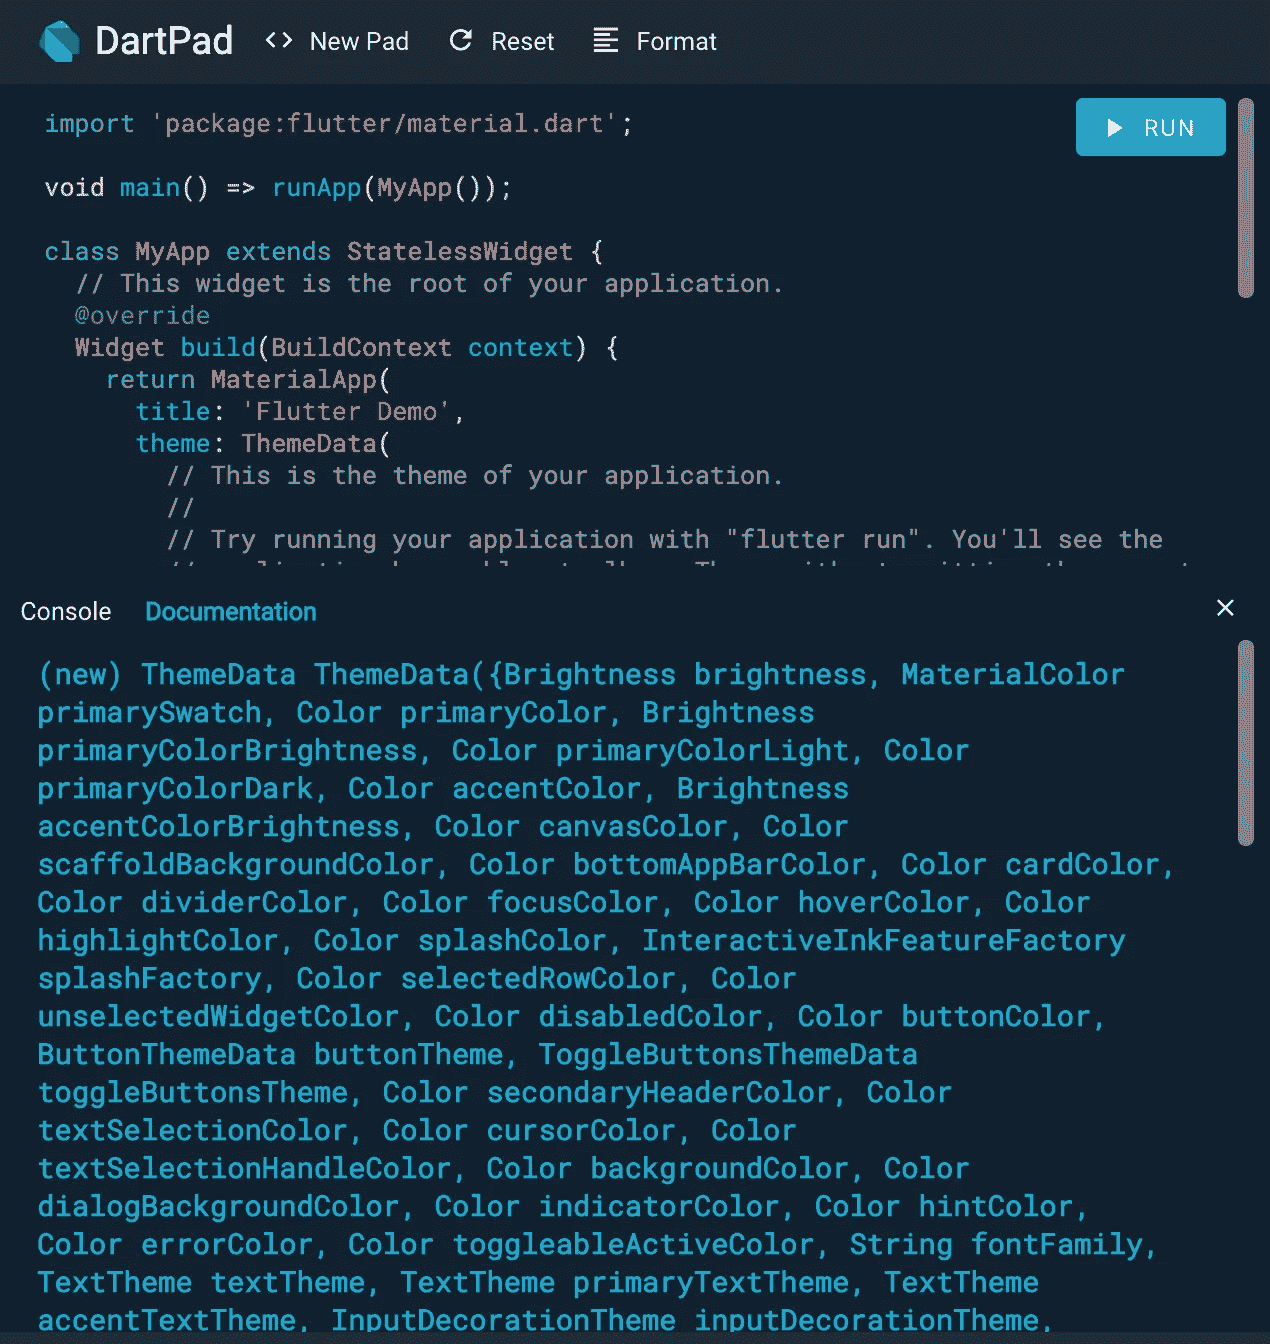 DartPad <> New Pad Reset Format
import 'package:flutter/material.dart';
RUN
void main() => runApp(MyApp());
class MyApp extends StatelessWidget {
// This widget is the root of your application.
@override
Widget build(BuildContext context) {
return MaterialApp(
title: 'Flutter Demo',
theme: ThemeData(
// This is the theme of your application.
//
// Try running your application with "flutter run". You'll see the
Console Documentation
(new) ThemeData ThemeData({Brightness brightness, MaterialColor
primarySwatch, Color primaryColor, Brightness
primaryColorBrightness, Color primaryColorLight, Color
primaryColorDark, Color accentColor, Brightness
accentColorBrightness, Color canvasColor, Color
scaffoldBackgroundColor, Color bottomAppBarColor, Color cardColor,
Color dividerColor, Color focusColor, Color hoverColor, Color
highlightColor, Color splashColor, InteractiveInkFeatureFactory
splashFactory, Color selectedRowColor, Color
unselectedWidgetColor, Color disabledColor, Color buttonColor,
ButtonThemeData buttonTheme, ToggleButtonsThemeData
toggleButtonsTheme, Color secondaryHeaderColor, Color
textSelectionColor, Color cursorColor, Color
textSelectionHandleColor, Color backgroundColor, Color
dialogBackgroundColor, Color indicatorColor, Color hintColor,
Color errorColor, Color toggleableActiveColor, String fontFamily,
TextTheme textTheme, TextTheme primaryTextTheme, TextTheme
accentTextTheme, InputDecorationTheme inputDecorationTheme,